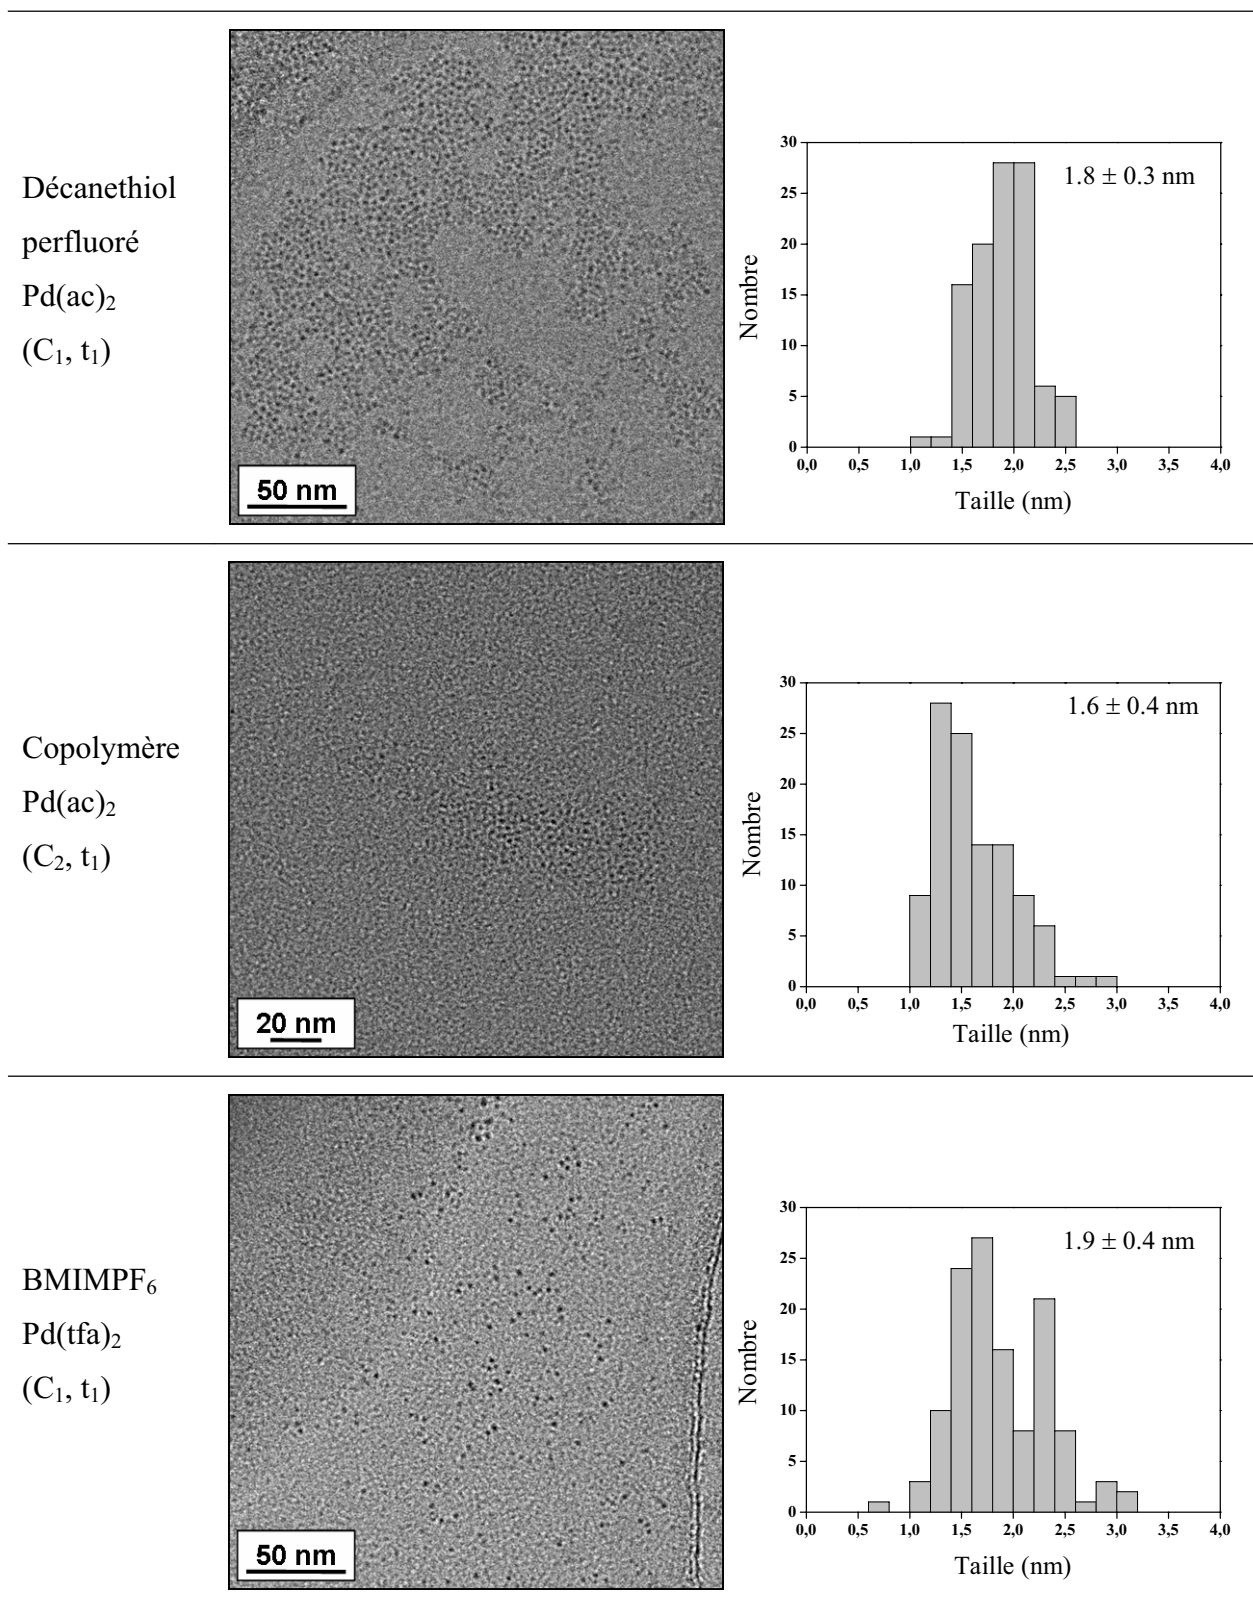 Décanethiol
perfluoré
Pd(ac)₂
(C₁, t₁)
50 nm
1.8 ± 0.3 nm
30
25
20
15
10
5
0
Nombre
0,0 0,5 1,0 1,5 2,0 2,5 3,0 3,5 4,0
Taille (nm)
Copolymère
Pd(ac)₂
(C₂, t₁)
20 nm
1.6 ± 0.4 nm
30
25
20
15
10
5
0
Nombre
0,0 0,5 1,0 1,5 2,0 2,5 3,0 3,5 4,0
Taille (nm)
BMIMPF₆
Pd(tfa)₂
(C₁, t₁)
50 nm
1.9 ± 0.4 nm
30
25
20
15
10
5
0
Nombre
0,0 0,5 1,0 1,5 2,0 2,5 3,0 3,5 4,0
Taille (nm)